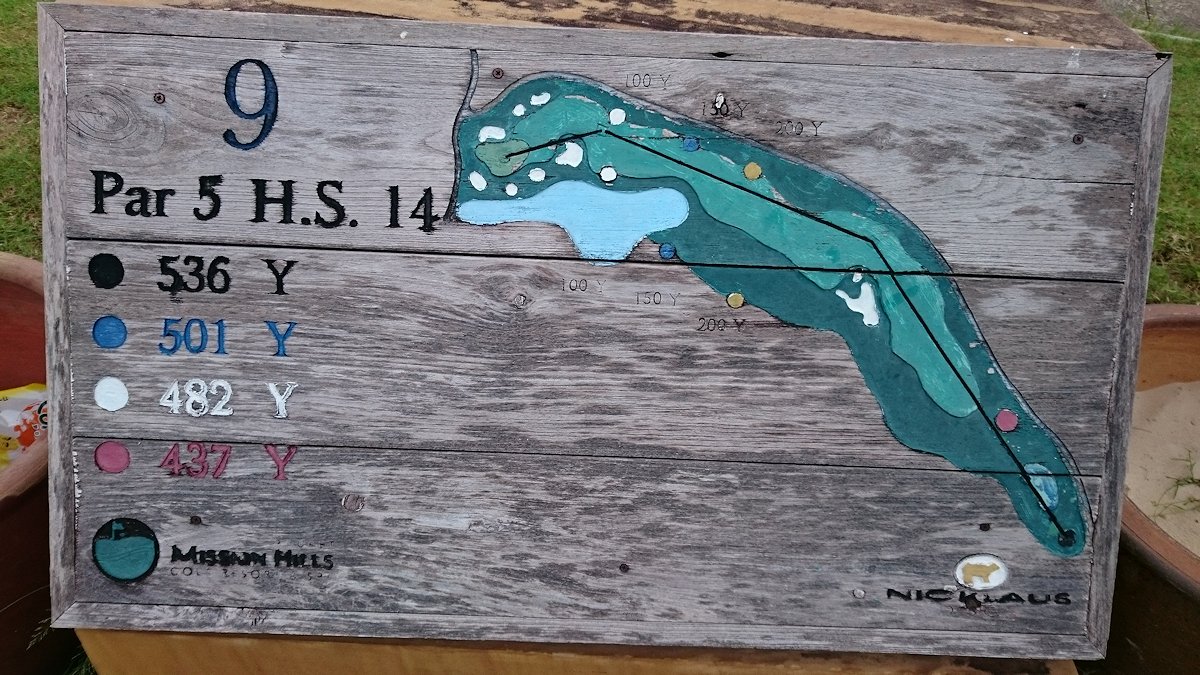 9
Par 5 H.S. 14
536 Y
501 Y
482 Y
437 Y
100 Y
150 Y
200 Y
100 Y
150 Y
200 Y
MISSION HILLS
NICKLAUS